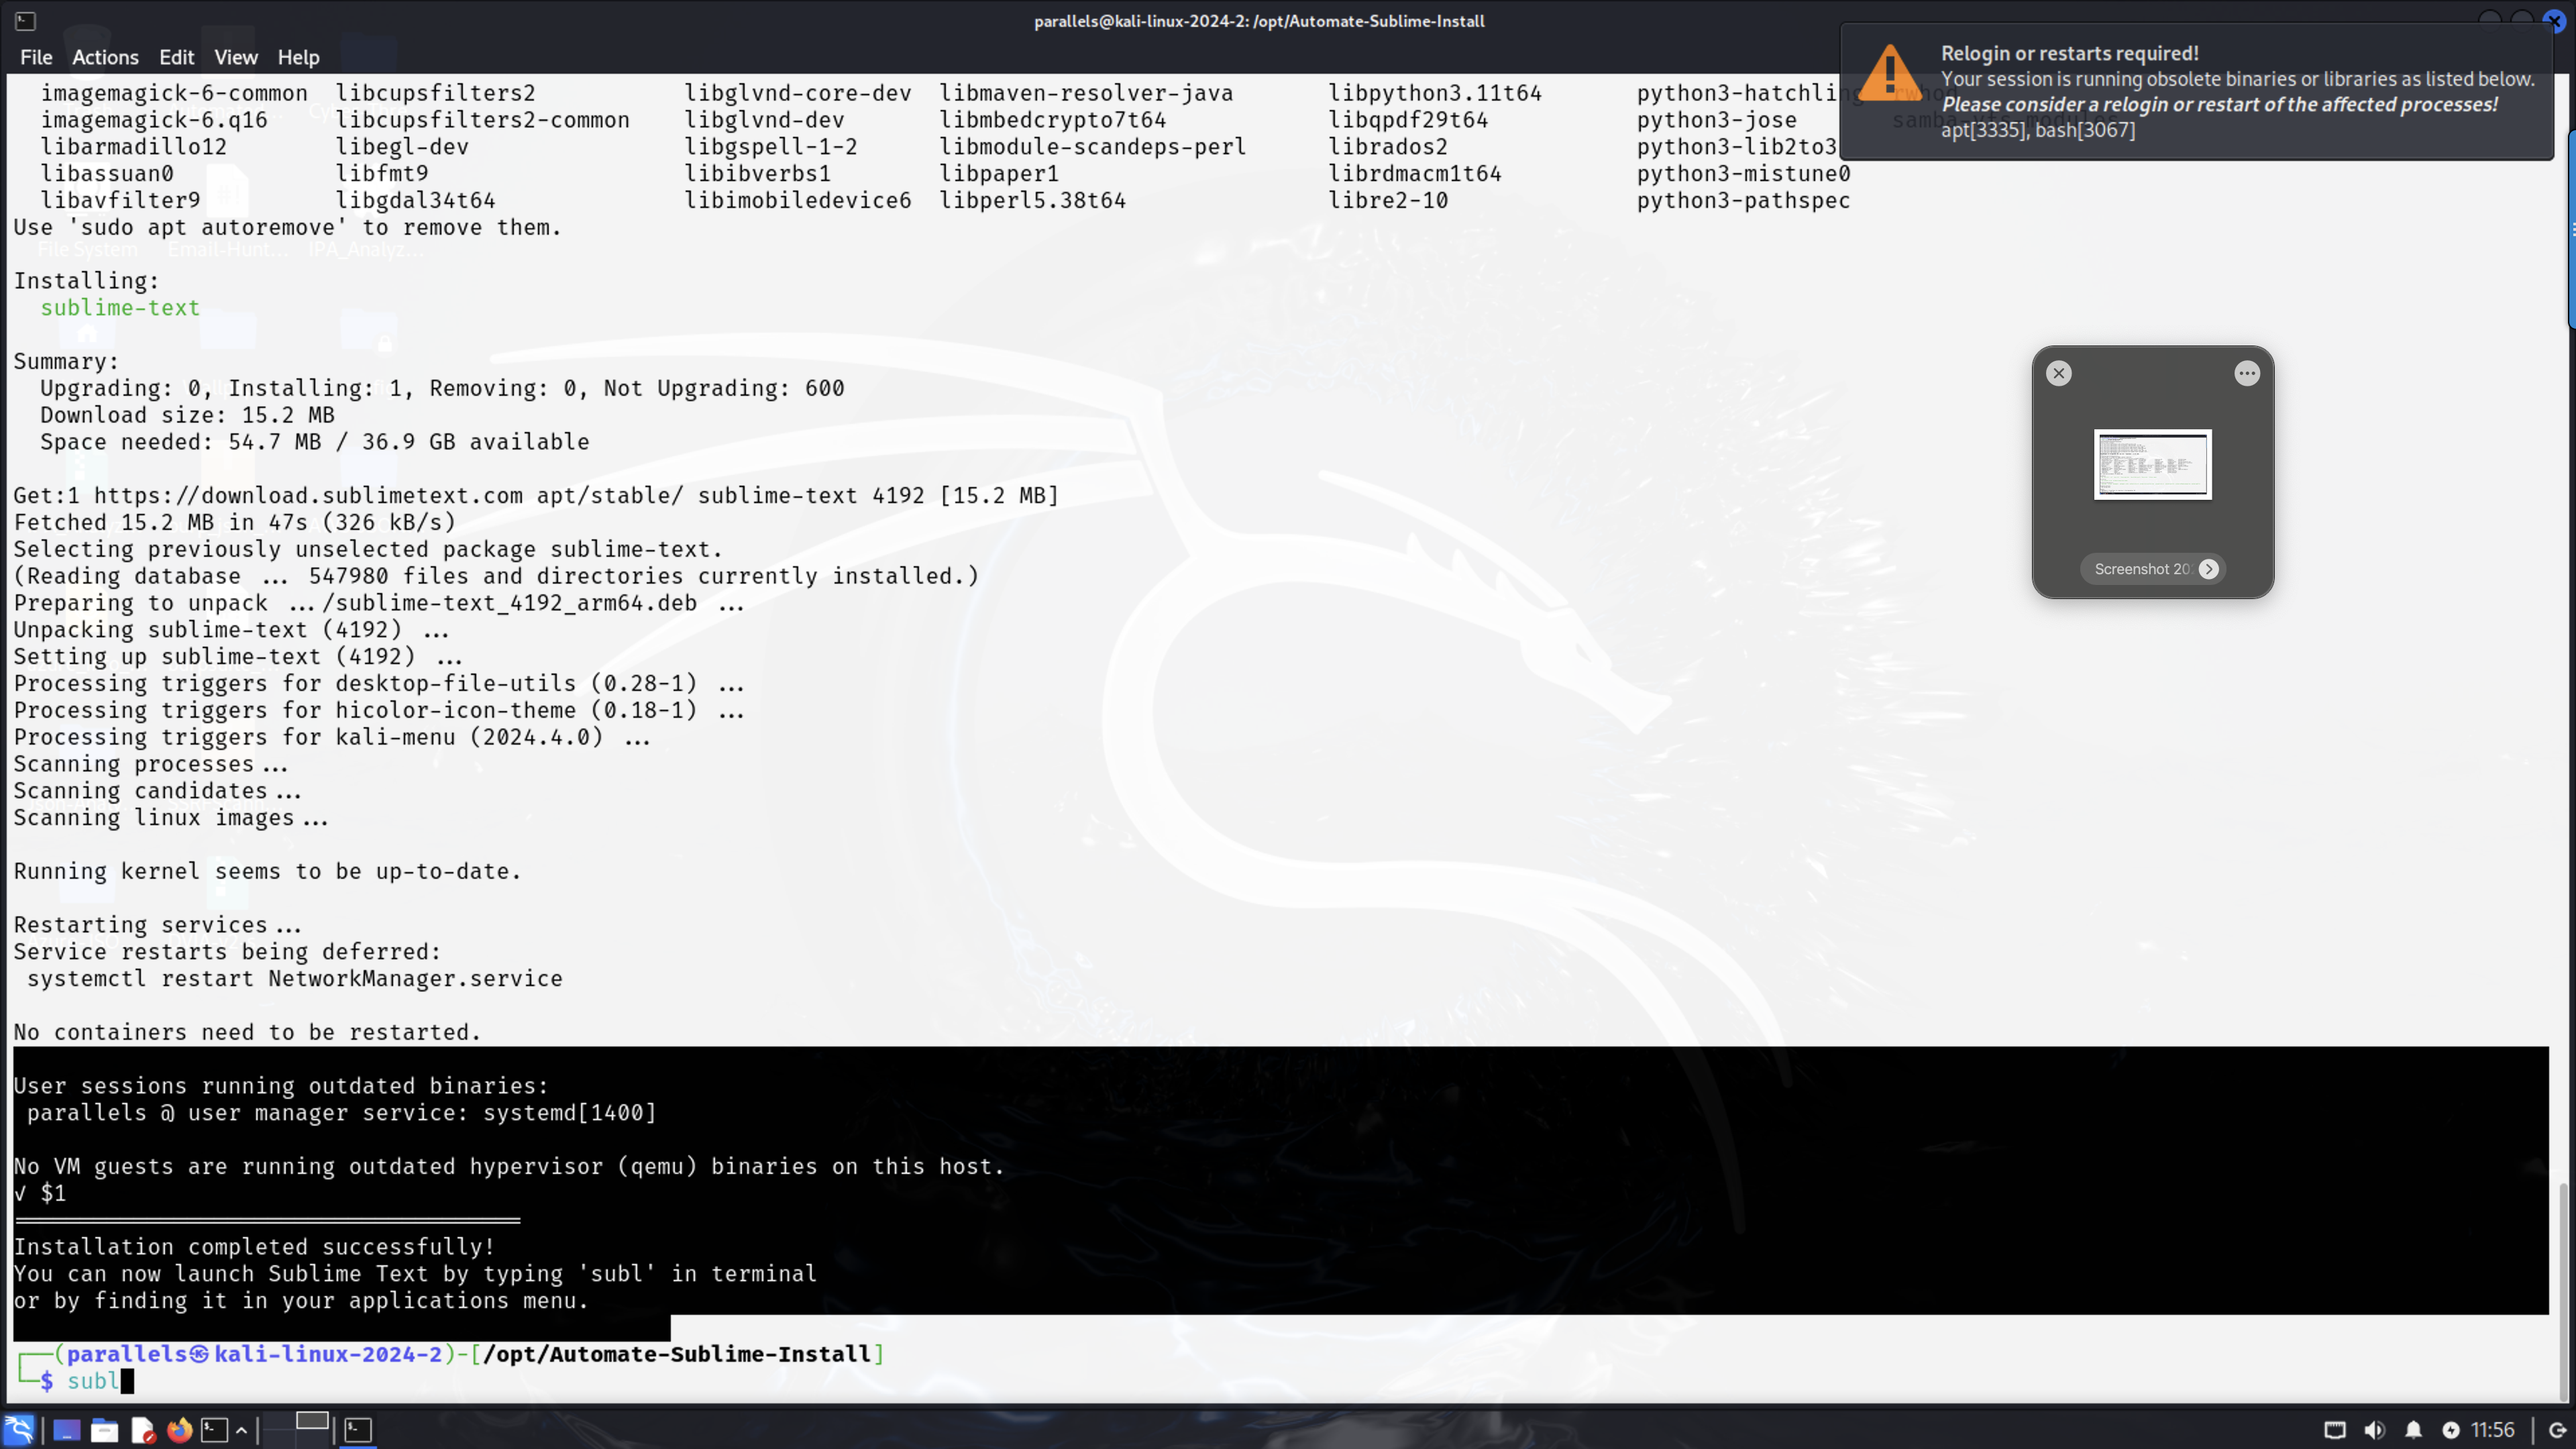 parallels@kali-linux-2024-2: /opt/Automate-Sublime-Install
File Actions Edit View Help
Relogin or restarts required!
Your session is running obsolete binaries or libraries as listed below.
Please consider a relogin or restart of the affected processes!
apt[3335], bash[3067]
imagemagick-6-common libcupsfilters2 libglvnd-core-dev libmaven-resolver-java libpython3.11t64 python3-hatchling rwhod
imagemagick-6.q16 libcupsfilters2-common libglvnd-dev libmbedcrypto7t64 libqpdf29t64 python3-jose samba-vfs-modules
libarmadillo12 libegl-dev libgspell-1-2 libmodule-scandeps-perl librados2 python3-lib2to3
libassuan0 libfmt9 libibverbs1 libpaper1 librdmacm1t64 python3-mistune0
libavfilter9 libgdal34t64 libimobiledevice6 libperl5.38t64 libre2-10 python3-pathspec
Use 'sudo apt autoremove' to remove them.
File System Email-Hunt... IPA_Analyz...
Installing:
sublime-text
Summary:
Upgrading: 0, Installing: 1, Removing: 0, Not Upgrading: 600
Download size: 15.2 MB
Space needed: 54.7 MB / 36.9 GB available
Get:1 https://download.sublimetext.com apt/stable/ sublime-text 4192 [15.2 MB]
Fetched 15.2 MB in 47s (326 kB/s)
Selecting previously unselected package sublime-text.
(Reading database ... 547980 files and directories currently installed.)
Preparing to unpack .../sublime-text_4192_arm64.deb ...
Unpacking sublime-text (4192) ...
Setting up sublime-text (4192) ...
Processing triggers for desktop-file-utils (0.28-1) ...
Processing triggers for hicolor-icon-theme (0.18-1) ...
Processing triggers for kali-menu (2024.4.0) ...
Scanning processes...
Scanning candidates...
Scanning linux images...
Running kernel seems to be up-to-date.
Restarting services...
Service restarts being deferred:
systemctl restart NetworkManager.service
No containers need to be restarted.
User sessions running outdated binaries:
parallels @ user manager service: systemd[1400]
No VM guests are running outdated hypervisor (qemu) binaries on this host.
√ $1
Installation completed successfully!
You can now launch Sublime Text by typing 'subl' in terminal
or by finding it in your applications menu.
┌──(parallels㉿kali-linux-2024-2)-[/opt/Automate-Sublime-Install]
└─$ subl
Screenshot 20
11:56